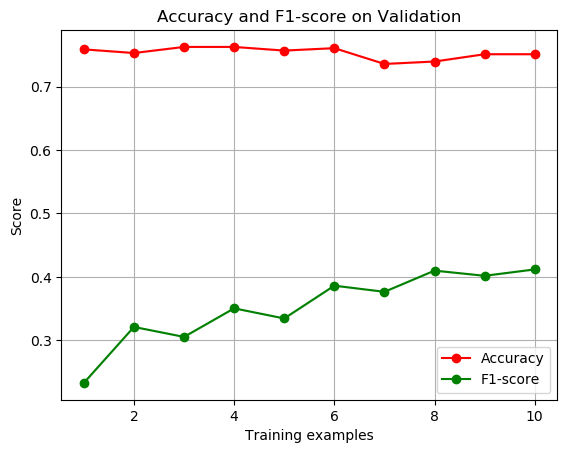 Accuracy and F1-score on Validation
Score
0.7
0.6
0.5
0.4
0.3
Accuracy
F1-score
2 4 6 8 10
Training examples